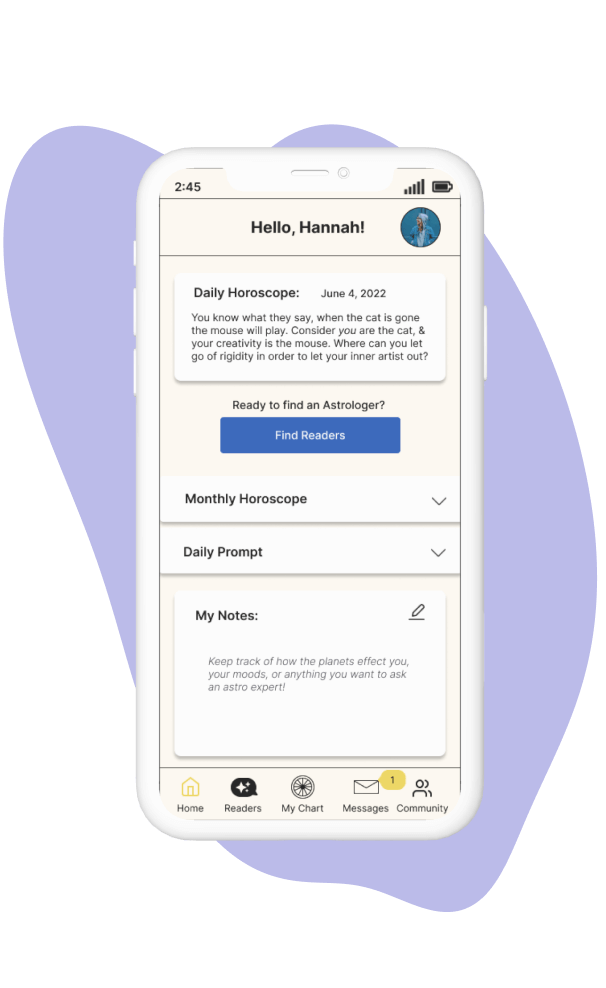 2:45
Hello, Hannah!
Daily Horoscope: June 4, 2022
You know what they say, when the cat is gone
the mouse will play. Consider you are the cat, &
your creativity is the mouse. Where can you let
go of rigidity in order to let your inner artist out?
Ready to find an Astrologer?
Find Readers
Monthly Horoscope
Daily Prompt
My Notes:
Keep track of how the planets effect you,
your moods, or anything you want to ask
an astro expert!
1
Home Readers My Chart Messages Community